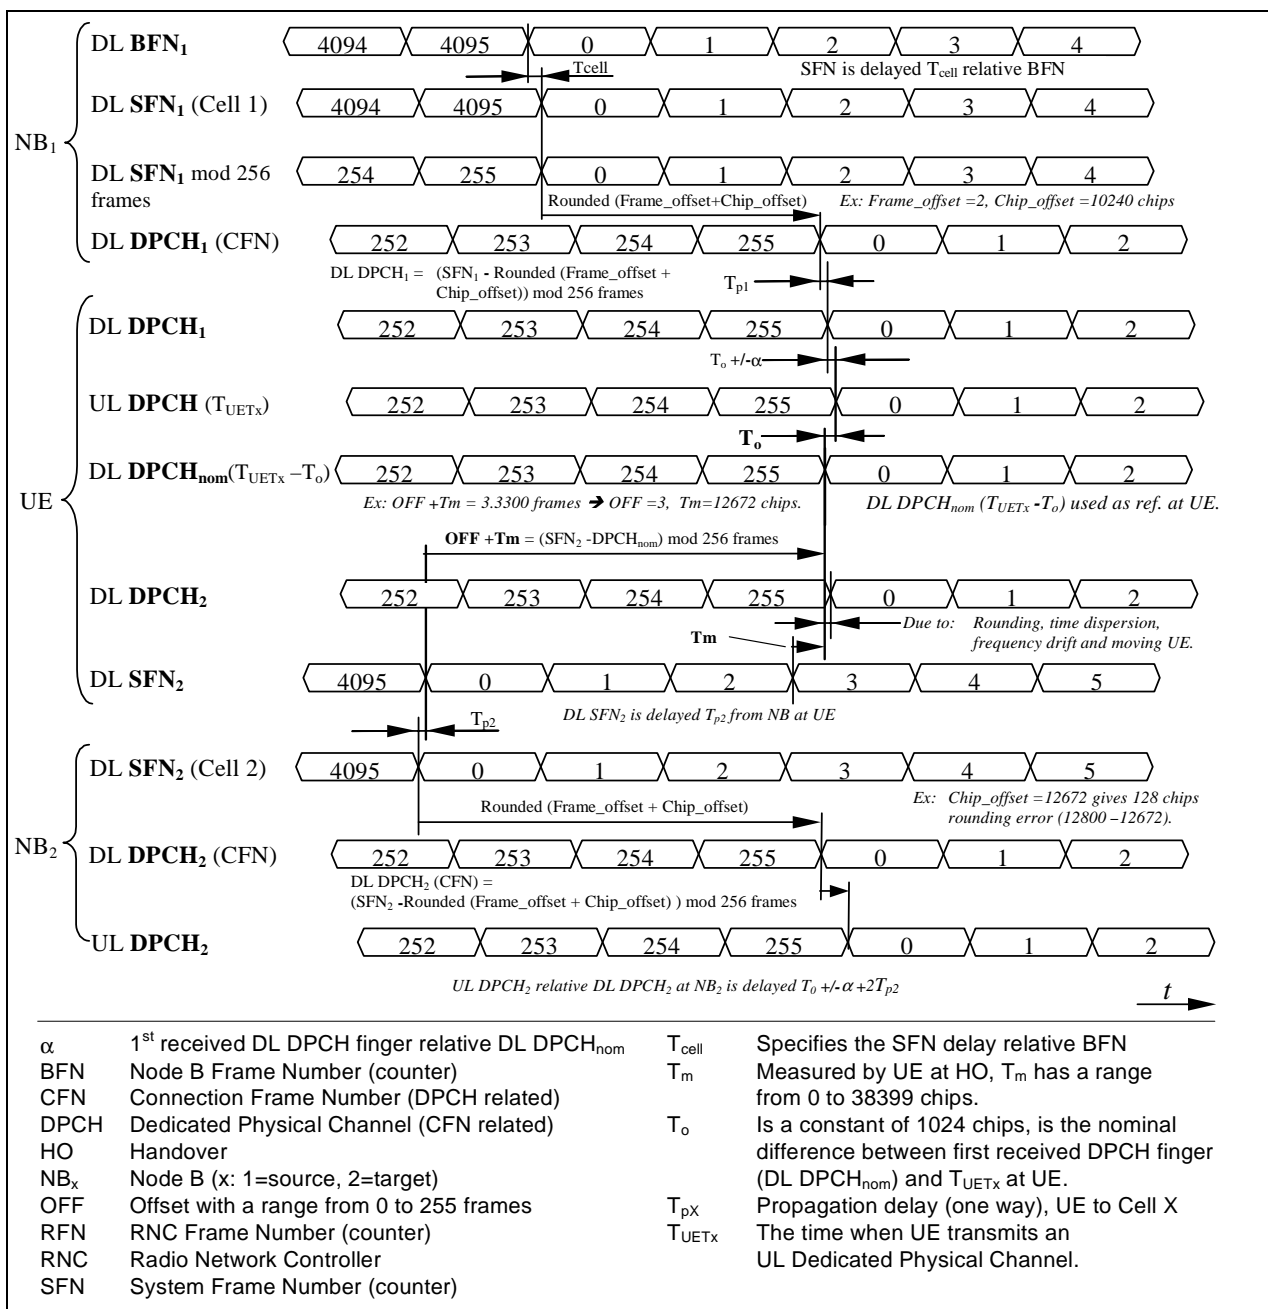 DL BFN1 4094 4095 0 1 2 3 4
Tcell SFN is delayed Tcell relative BFN
DL SFN1 (Cell 1) 4094 4095 0 1 2 3 4
NB1
DL SFN1 mod 256 frames 254 255 0 1 2 3 4
Rounded (Frame_offset+Chip_offset) Ex: Frame_offset =2, Chip_offset =10240 chips
DL DPCH1 (CFN) 252 253 254 255 0 1 2
DL DPCH1 = (SFN1 - Rounded (Frame_offset +
Chip_offset)) mod 256 frames
Tp1
DL DPCH1 252 253 254 255 0 1 2
To +/-α
UL DPCH (TUETx) 252 253 254 255 0 1 2
To
DL DPCHnom(TUETx –To) 252 253 254 255 0 1 2
UE
Ex: OFF +Tm = 3.3300 frames ➔ OFF =3, Tm=12672 chips. DL DPCHnom (TUETx -To) used as ref. at UE.
OFF +Tm = (SFN2 -DPCHnom) mod 256 frames
DL DPCH2 252 253 254 255 0 1 2
Due to: Rounding, time dispersion,
frequency drift and moving UE.
Tm
DL SFN2 4095 0 1 2 3 4 5
DL SFN2 is delayed Tp2 from NB at UE
Tp2
DL SFN2 (Cell 2) 4095 0 1 2 3 4 5
Rounded (Frame_offset + Chip_offset)
Ex: Chip_offset =12672 gives 128 chips
rounding error (12800 –12672).
NB2
DL DPCH2 (CFN) 252 253 254 255 0 1 2
DL DPCH2 (CFN) =
(SFN2 -Rounded (Frame_offset + Chip_offset) ) mod 256 frames
UL DPCH2 252 253 254 255 0 1 2
UL DPCH2 relative DL DPCH2 at NB2 is delayed T0 +/-α +2Tp2
t
α 1st received DL DPCH finger relative DL DPCHnom
BFN Node B Frame Number (counter)
CFN Connection Frame Number (DPCH related)
DPCH Dedicated Physical Channel (CFN related)
HO Handover
NBx Node B (x: 1=source, 2=target)
OFF Offset with a range from 0 to 255 frames
RFN RNC Frame Number (counter)
RNC Radio Network Controller
SFN System Frame Number (counter)
Tcell Specifies the SFN delay relative BFN
Tm Measured by UE at HO, Tm has a range
from 0 to 38399 chips.
To Is a constant of 1024 chips, is the nominal
difference between first received DPCH finger
(DL DPCHnom) and TUETx at UE.
TpX Propagation delay (one way), UE to Cell X
TUETx The time when UE transmits an
UL Dedicated Physical Channel.